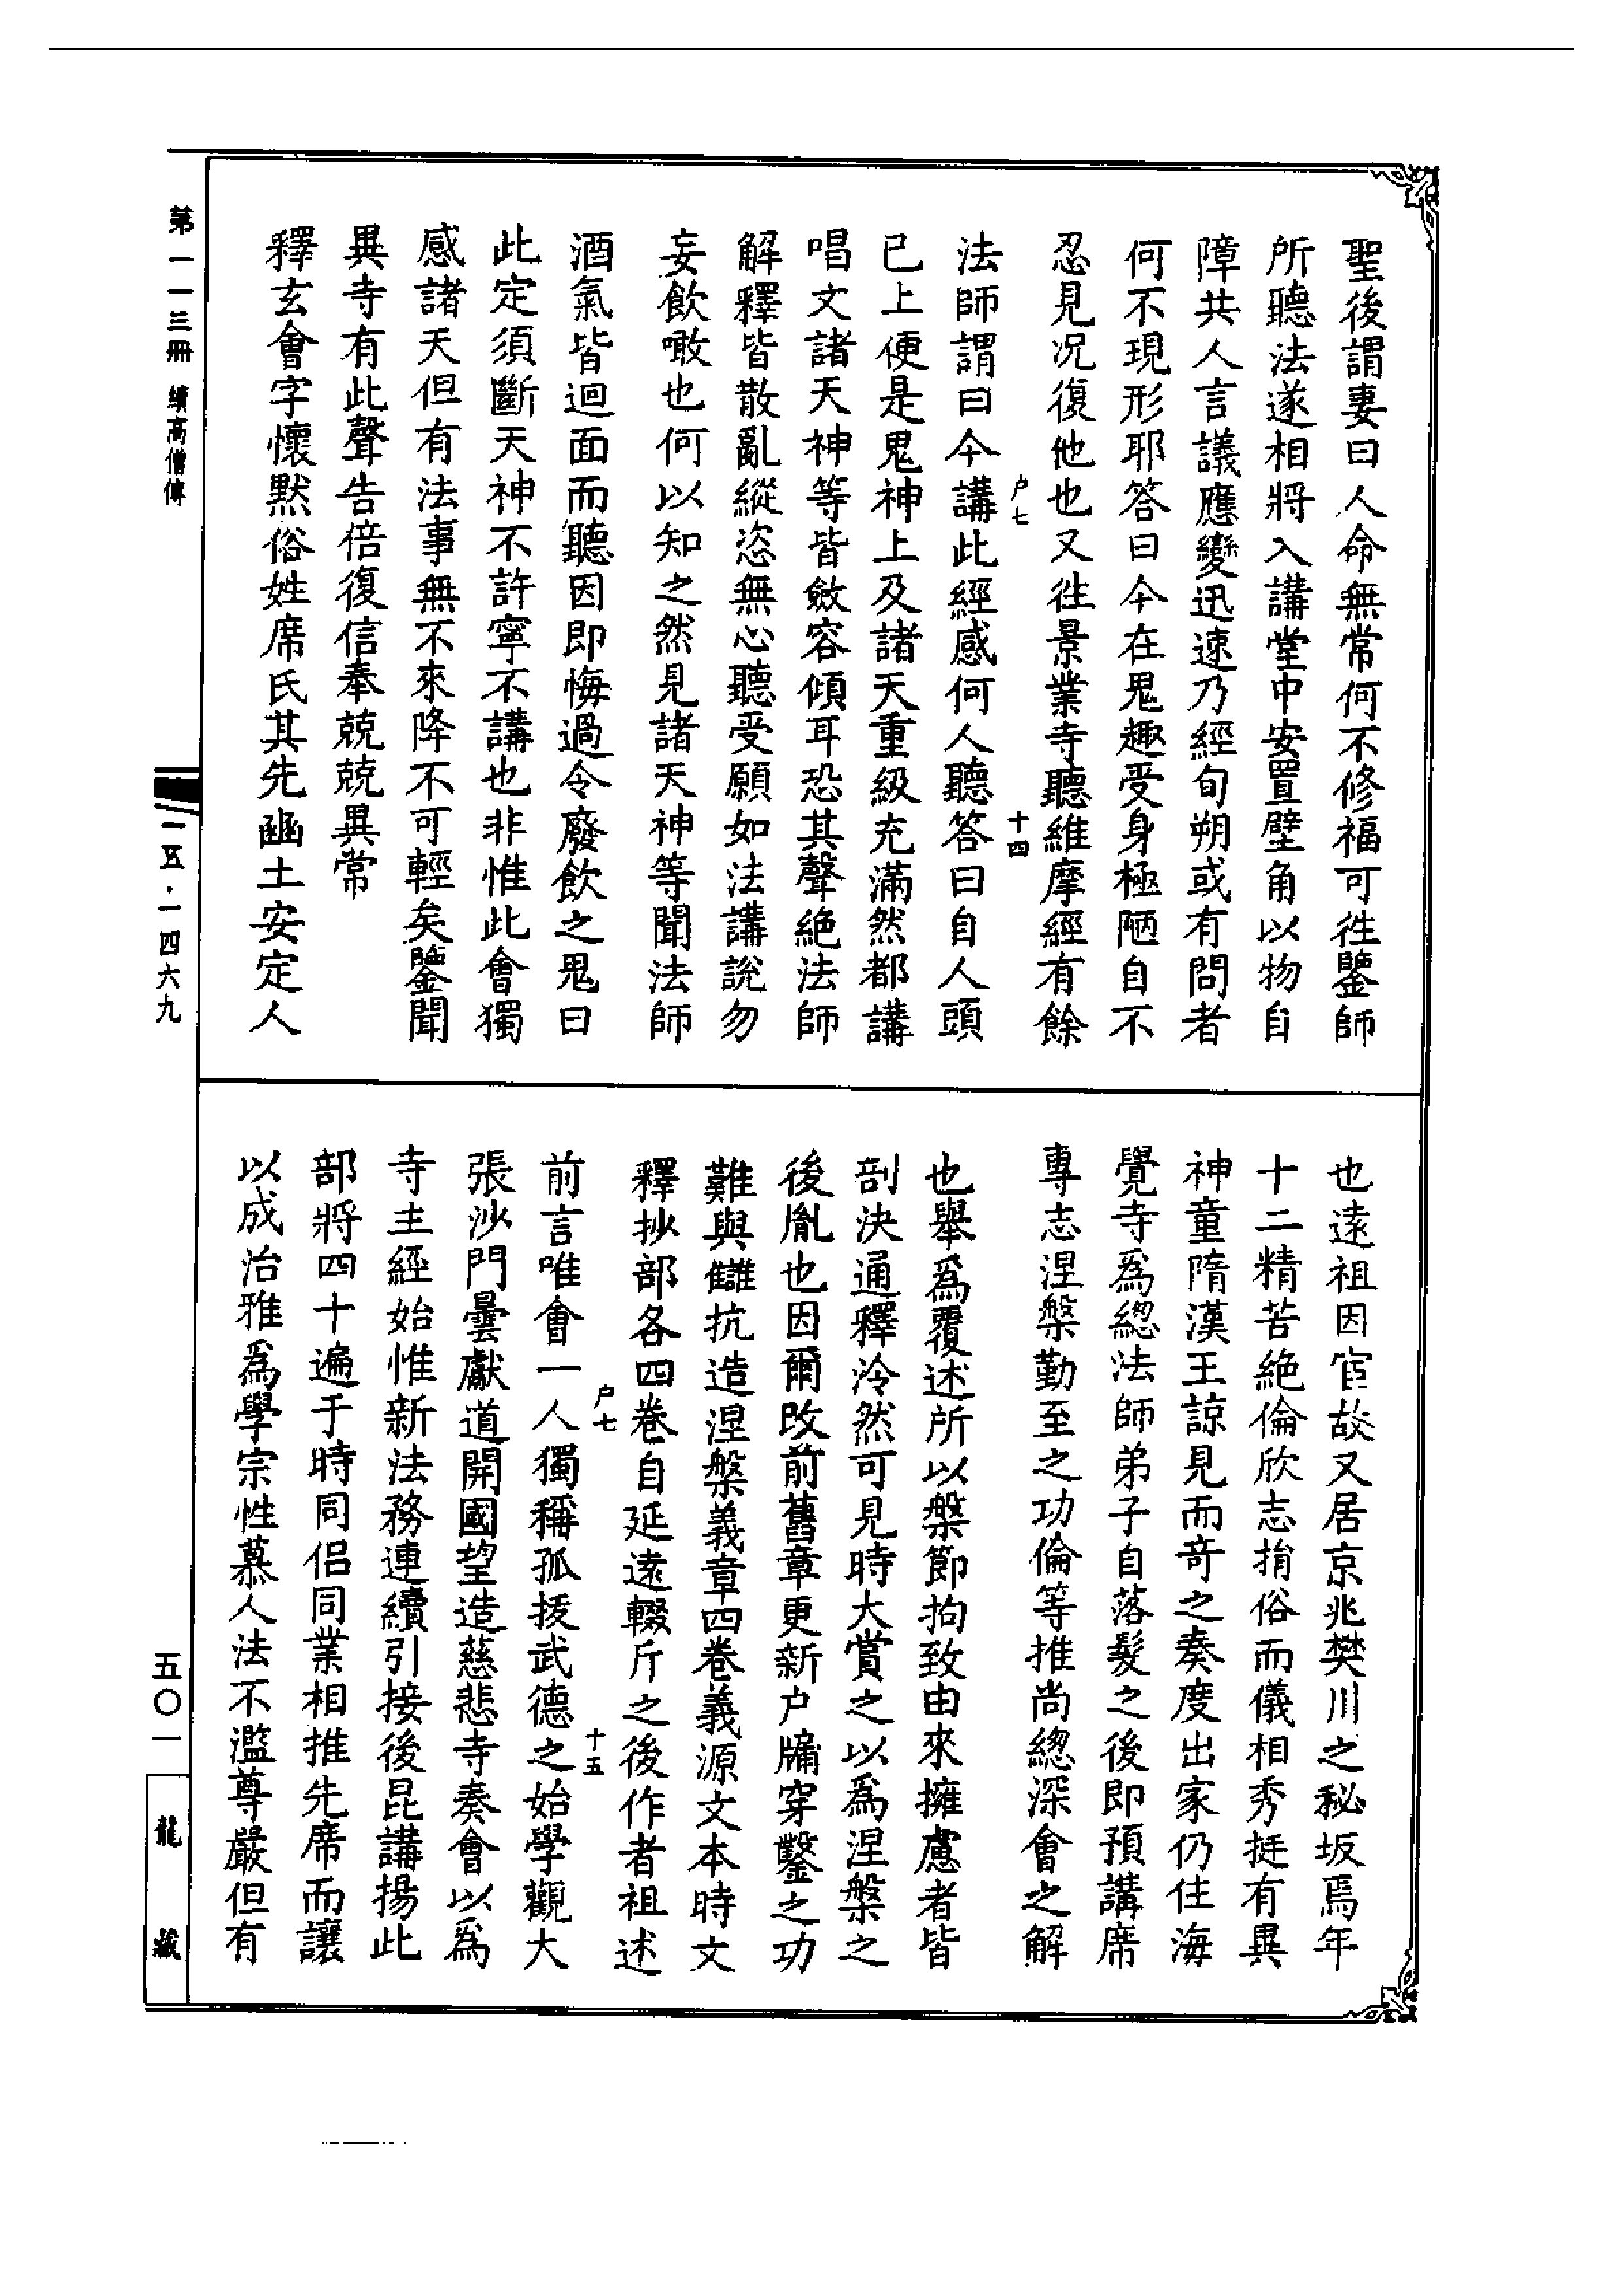 聖後謂妻曰人命無常何不修福可徃鑒師
所聽法遂相將入講堂中安置壁角以物自
障共人言議應變迅速乃經旬朔或有問者
何不現形耶答曰今在鬼趣受身極陋自不
忍見况復他也又徃景業寺聽維摩經有餘
户七
十四
法師謂曰今講此經感何人聽答曰自人頭
已上便是鬼神上及諸天重級充滿然都講
唱文諸天神等皆斂容傾耳恐其聲絶法師
解釋皆散亂縱恣無心聽受願如法講說勿
妄飲噉也何以知之然見諸天神等聞法師
酒氣皆迴面而聽因即悔過令廢飲之鬼曰
此定須斷天神不許寧不講也非惟此會獨
感諸天但有法事無不來降不可輕矣鑒聞
異寺有此聲告倍復信奉兢兢異常
釋玄會字懷默俗姓席氏其先豳土安定人
也遠祖因宦故又居京兆樊川之秘坂焉年
十二精苦絶倫欣志捐俗而儀相秀挺有異
神童隋漢王諒見而奇之奏度出家仍住海
覺寺爲總法師弟子自落髮之後即預講席
專志涅槃勤至之功倫等推尚總深會之解
也舉爲覆述所以槃節拘致由來擁慮者皆
剖決通釋泠然可見時大賞之以爲涅槃之
後胤也因爾改前舊章更新户牖穿鑿之功
難與讎抗造涅槃義章四卷義源文本時文
釋抄部各四卷自延遠輟斤之後作者祖述
户七
十五
前言唯會一人獨稱孤拔武德之始學觀大
張沙門曇獻道開國望造慈悲寺奏會以爲
寺主經始惟新法務連續引接後昆講揚此
部將四十遍于時同侶同業相推先席而讓
以成治雅爲學宗性慕人法不濫尊嚴但有
第一一三冊 續高僧傳
一五·一四六九
五〇一
龍藏